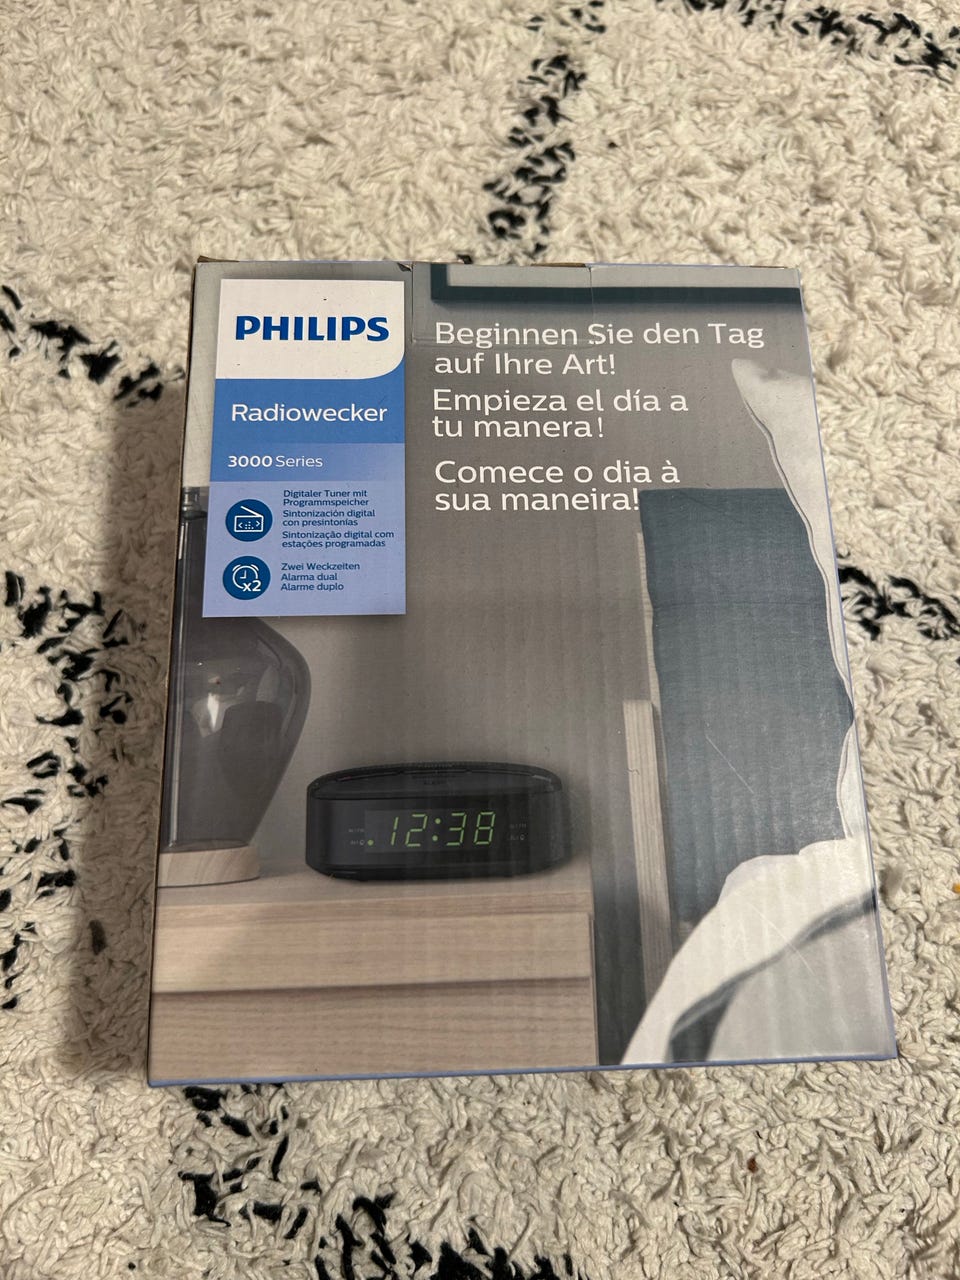 PHILIPS
Radiowecker
3000 Series
Digitaler Tuner mit
Programmspeicher
Sintonización digital
con presintonías
Sintonização digital com
estações programadas
x2
Zwei Weckzeiten
Alarma dual
Alarme duplo
Beginnen Sie den Tag
auf Ihre Art!
Empieza el día a
tu manera!
Comece o dia à
sua maneira!
12:38